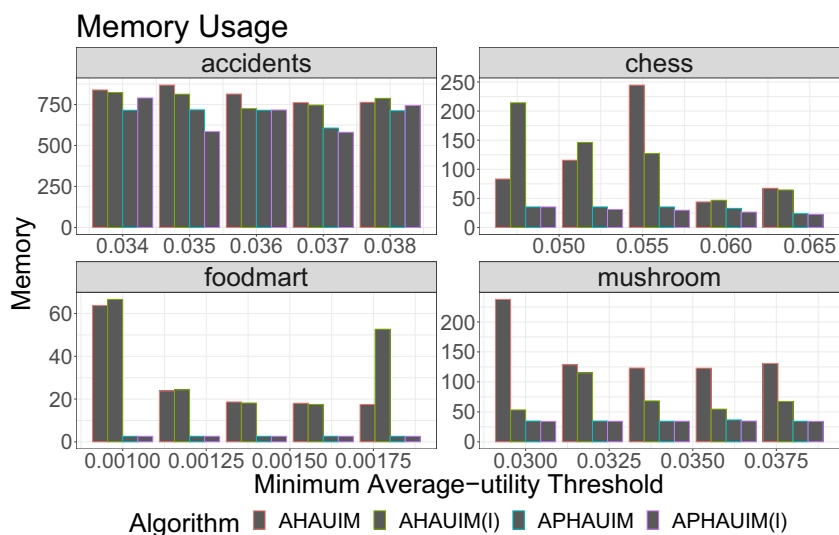 Memory Usage
accidents
chess
750
500
250
0
0.034 0.035 0.036 0.037 0.038
250
200
150
100
50
0
0.050 0.055 0.060 0.065
foodmart
mushroom
60
40
20
0
0.00100 0.00125 0.00150 0.00175
200
150
100
50
0
0.0300 0.0325 0.0350 0.0375
Memory
Minimum Average−utility Threshold
Algorithm AHAUIM AHAUIM(I) APHAUIM APHAUIM(I)